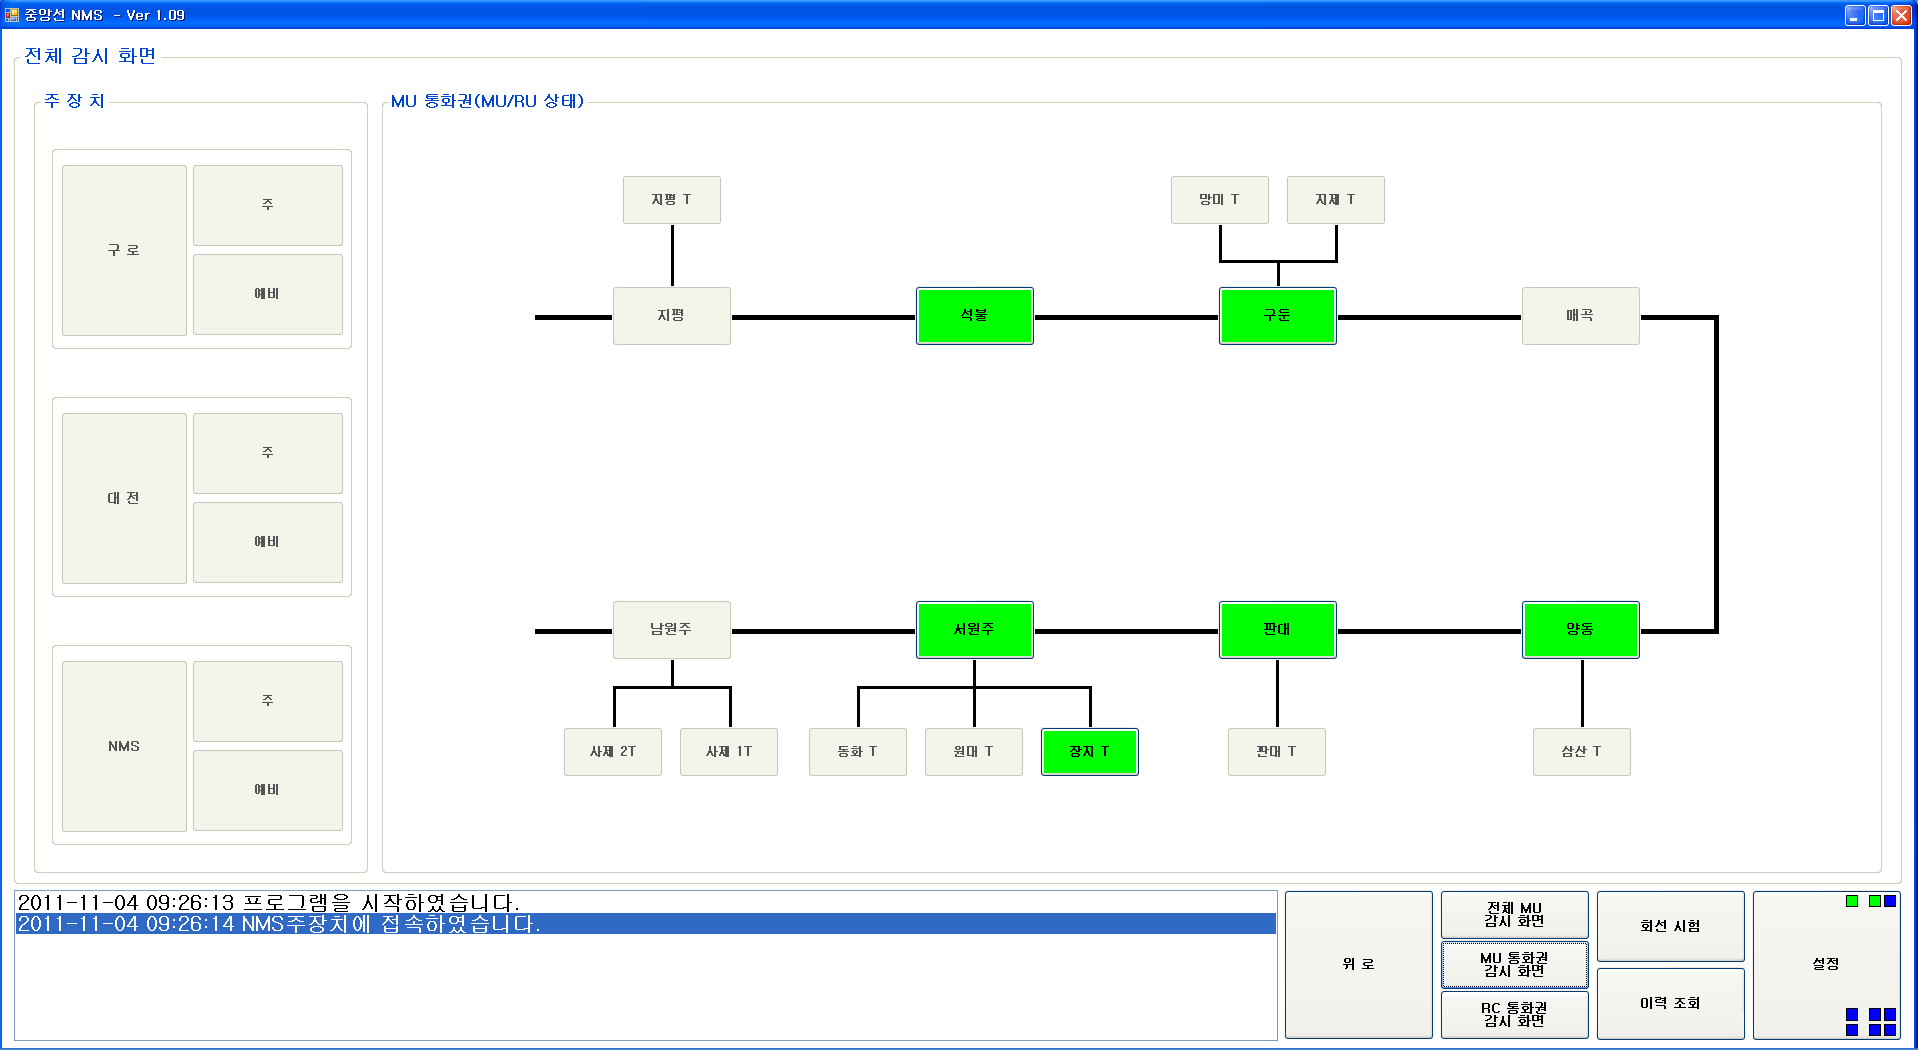 중앙선 NMS - Ver 1.09
전체 감시 화면
주 장 치
MU 통화권(MU/RU 상태)
구 로
주
예비
대 전
주
예비
NMS
주
예비
지평 T
망미 T
지제 T
지평
석불
구둔
매곡
남원주
서원주
판대
양동
사제 2T
사제 1T
동화 T
원대 T
장지 T
판대 T
삼산 T
2011-11-04 09:26:13 프로그램을 시작하였습니다.
2011-11-04 09:26:14 NMS주장치에 접속하였습니다.
위 로
전체 MU
감시 화면
MU 통화권
감시 화면
RC 통화권
감시 화면
회선 시험
이력 조회
설정